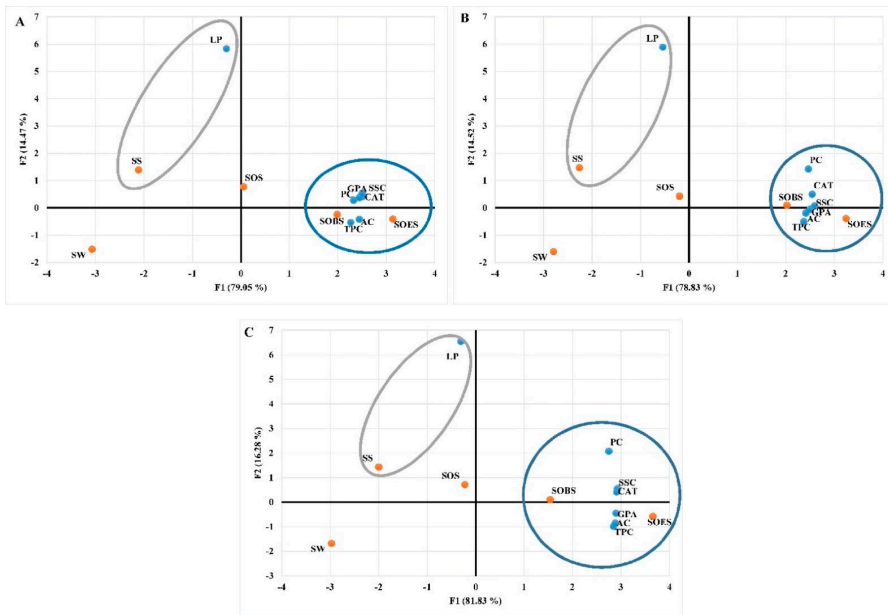 A
7
6
5
4
3
2
1
0
-1
-2
F2 (14.47 %)
LP
SS
SOS
GPA SSC
PC CAT
SOBS AC SOES
TPC
SW
-4 -3 -2 -1 0 1 2 3 4
F1 (79.05 %)
B
7
6
5
4
3
2
1
0
-1
-2
F2 (14.52 %)
LP
SS
SOS
PC
CAT
SOBS SSC
GPA
AC SOES
TPC
SW
-4 -3 -2 -1 0 1 2 3 4
F1 (78.83 %)
C
7
6
5
4
3
2
1
0
-1
-2
-3
F2 (16.28 %)
LP
SS
SOS
PC
SSC
SOBS CAT
GPA
AC SOES
TPC
SW
-4 -3 -2 -1 0 1 2 3 4
F1 (81.83 %)